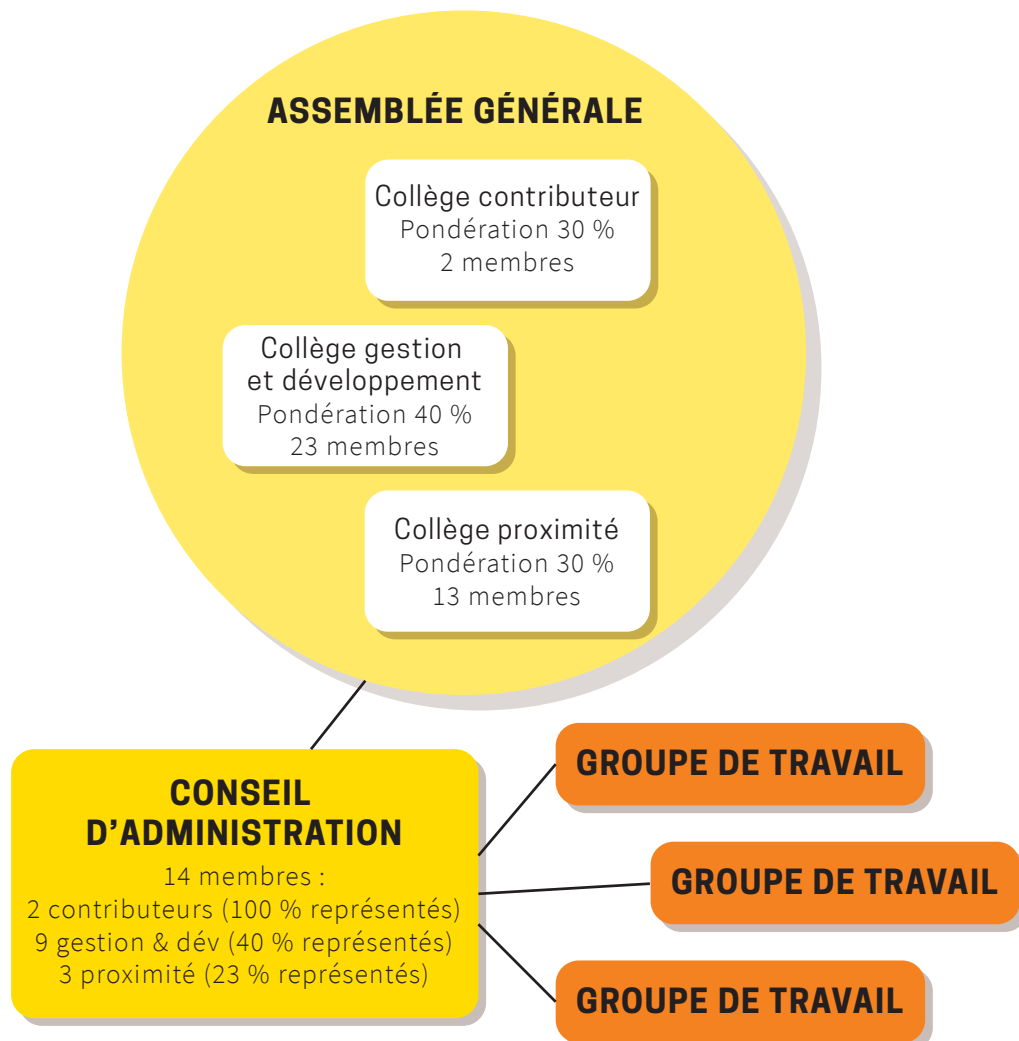 ASSEMBLÉE GÉNÉRALE
Collège contributeur
Pondération 30 %
2 membres
Collège gestion
et développement
Pondération 40 %
23 membres
Collège proximité
Pondération 30 %
13 membres
CONSEIL
D’ADMINISTRATION
14 membres :
2 contributeurs (100 % représentés)
9 gestion & dév (40 % représentés)
3 proximité (23 % représentés)
GROUPE DE TRAVAIL
GROUPE DE TRAVAIL
GROUPE DE TRAVAIL